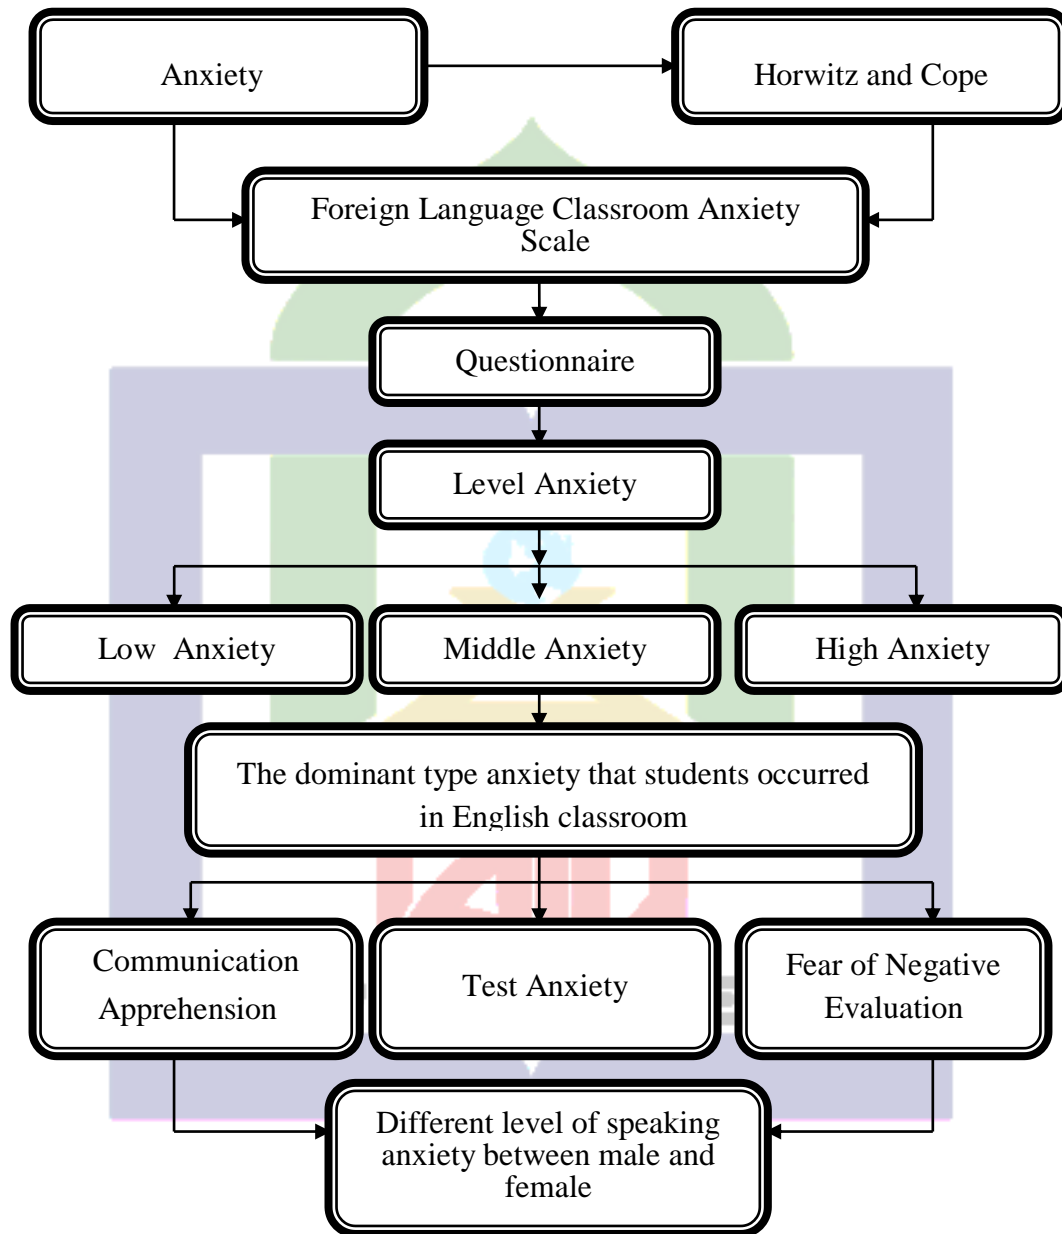 Anxiety
Horwitz and Cope
Foreign Language Classroom Anxiety
Scale
Questionnaire
Level Anxiety
Low Anxiety
Middle Anxiety
High Anxiety
The dominant type anxiety that students occurred
in English classroom
Communication
Apprehension
Test Anxiety
Fear of Negative
Evaluation
Different level of speaking
anxiety between male and
female